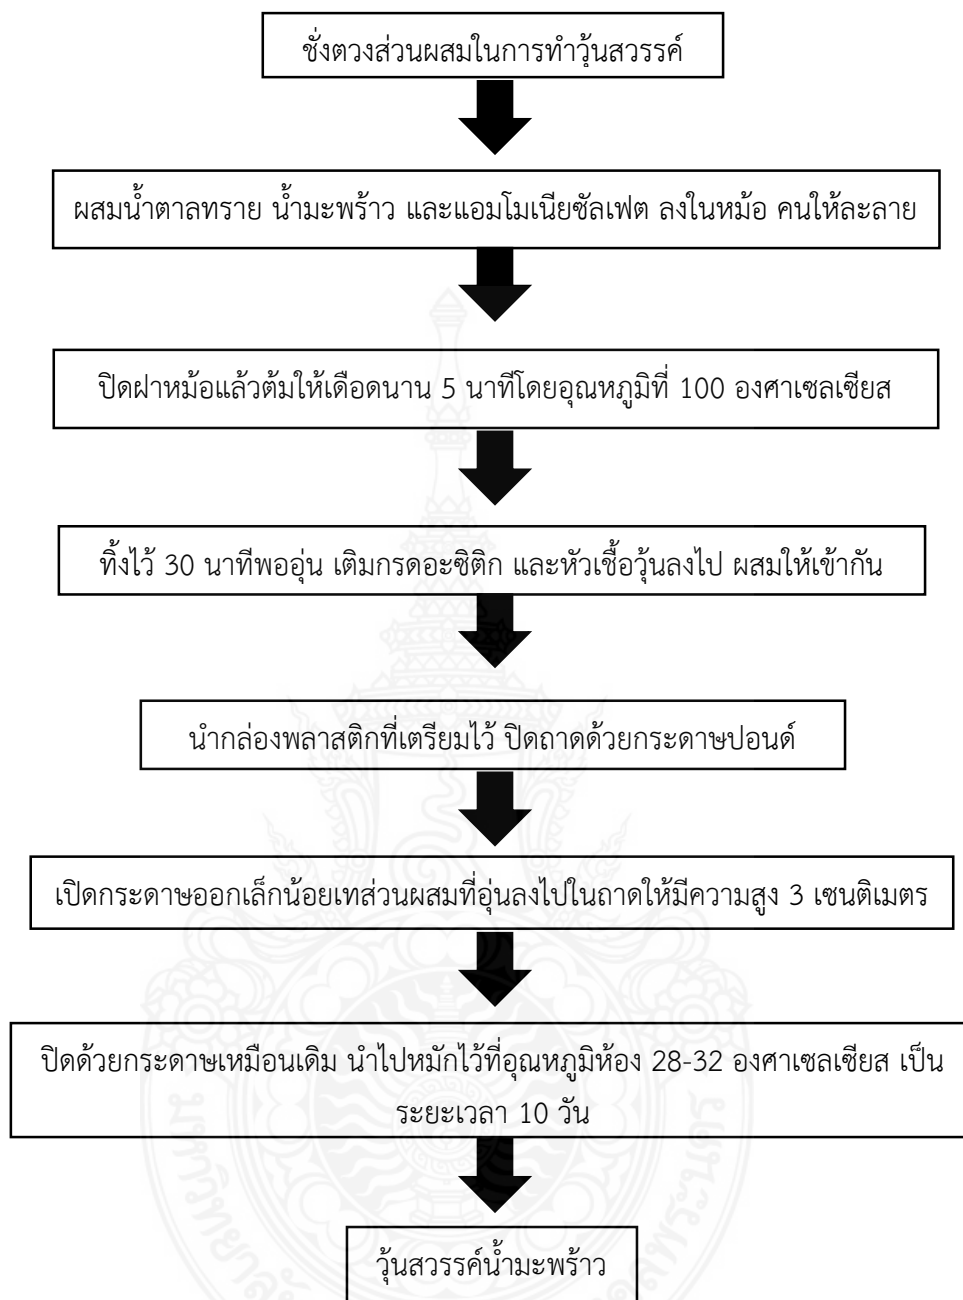 ชั่งตวงส่วนผสมในการทำวุ้นสวรรค์
ผสมน้ำตาลทราย น้ำมะพร้าว และแอมโมเนียซัลเฟต ลงในหม้อ คนให้ละลาย
ปิดฝาหม้อแล้วต้มให้เดือดนาน 5 นาทีโดยอุณหภูมิที่ 100 องศาเซลเซียส
ทิ้งไว้ 30 นาทีพออุ่น เติมกรดอะซิติก และหัวเชื้อวุ้นลงไป ผสมให้เข้ากัน
นำกล่องพลาสติกที่เตรียมไว้ ปิดถาดด้วยกระดาษปอนด์
เปิดกระดาษออกเล็กน้อยเทส่วนผสมที่อุ่นลงไปในถาดให้มีความสูง 3 เซนติเมตร
ปิดด้วยกระดาษเหมือนเดิม นำไปหมักไว้ที่อุณหภูมิห้อง 28-32 องศาเซลเซียส เป็น
ระยะเวลา 10 วัน
วุ้นสวรรค์น้ำมะพร้าว